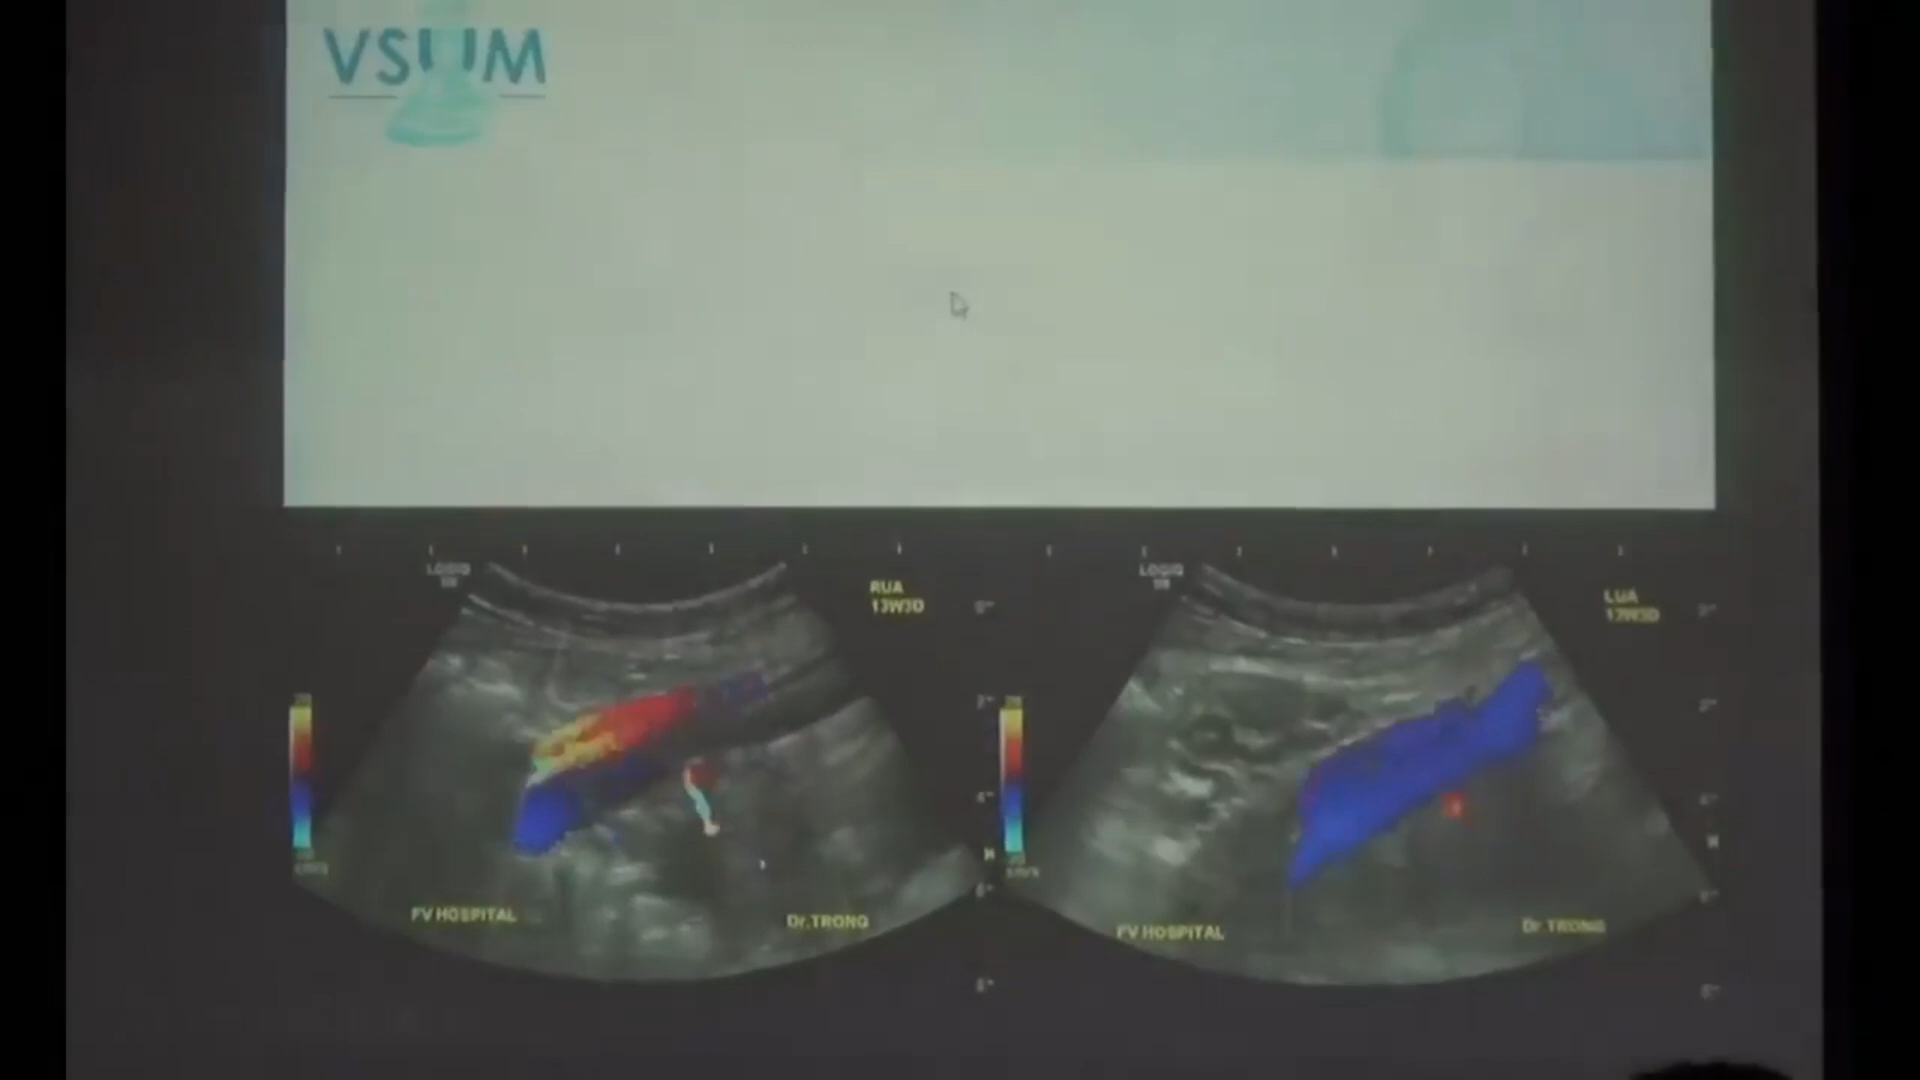 VSUM
LOGIQ
RUA
13W3D
FV HOSPITAL
Dr.TRONG
LOGIQ
LUA
13W3D
FV HOSPITAL
Dr.TRONG